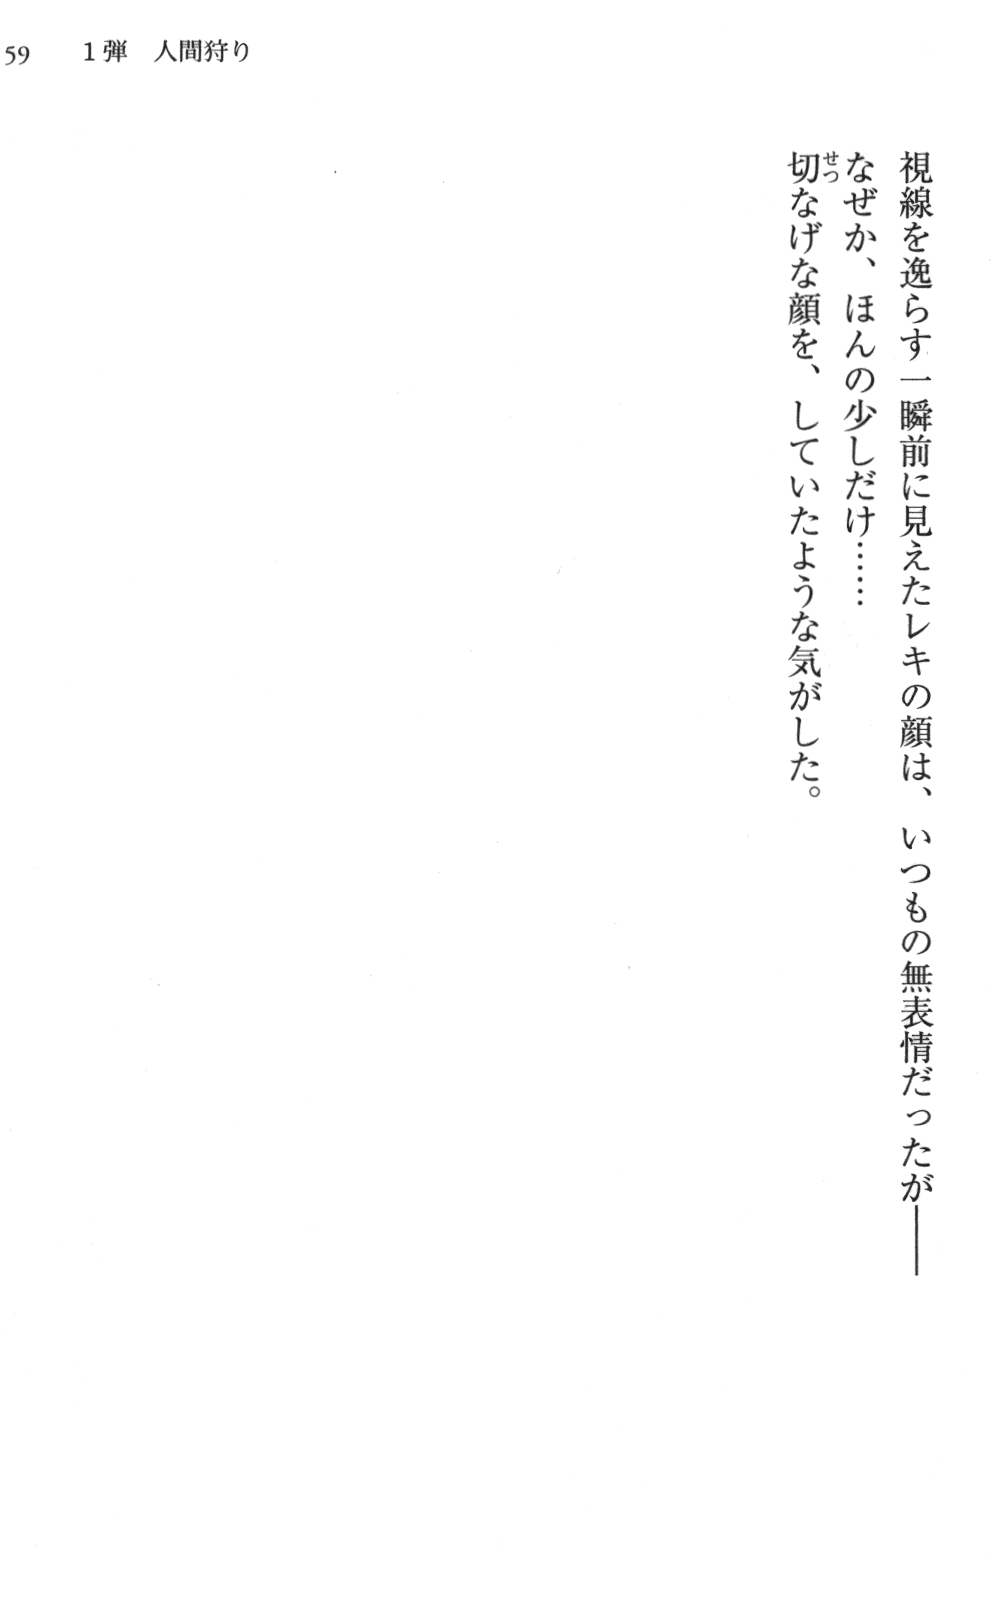 59　1弾　人間狩り
視線を逸らす一瞬前に見えたレキの顔は、いつもの無表情だったが――
なぜか、ほんの少しだけ……
切なげな顔を、していたような気がした。
せつ